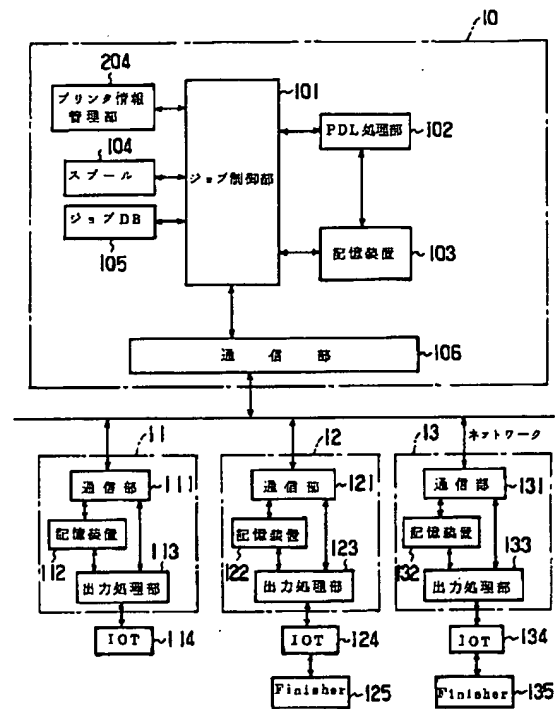 10
204
プリンタ情報
管理部
101
ジョブ制御部
PDL処理部
102
104
スプール
ジョブDB
105
記憶装置
103
通信部
106
ネットワーク
11
通信部
111
記憶装置
112
113
出力処理部
IOT
114
12
通信部
121
記憶装置
122
123
出力処理部
IOT
124
Finisher
125
13
通信部
131
記憶装置
132
133
出力処理部
IOT
134
Finisher
135